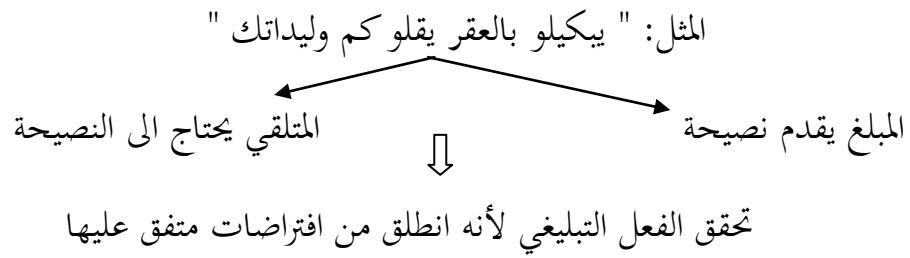 المثل: " يبكيلو بالعقر يقلو كم وليداتك "
المبلغ يقدم نصيحة
المتلقي يحتاج الى النصيحة
تحقق الفعل التبليغي لأنه انطلق من افتراضات متفق عليها